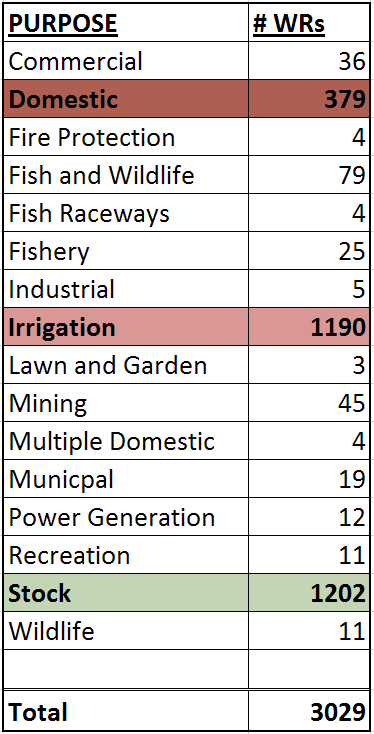 PURPOSE # WRs
Commercial 36
Domestic 379
Fire Protection 4
Fish and Wildlife 79
Fish Raceways 4
Fishery 25
Industrial 5
Irrigation 1190
Lawn and Garden 3
Mining 45
Multiple Domestic 4
Municpal 19
Power Generation 12
Recreation 11
Stock 1202
Wildlife 11
Total 3029